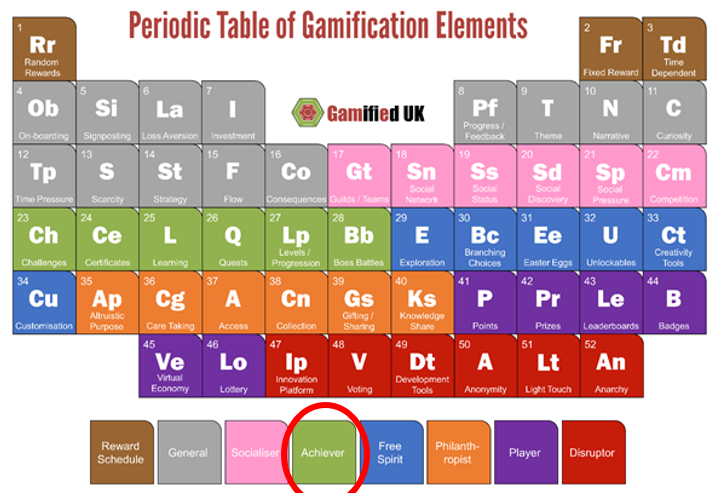 Periodic Table of Gamification Elements
1
Rr
Random
Rewards
2
Fr
Fixed Reward
3
Td
Time
Dependent
4
Ob
On-boarding
5
Si
Signposting
6
La
Loss Aversion
7
I
Investment
Gamified UK
8
Pf
Progress /
Feedback
9
T
Theme
10
N
Narrative
11
C
Curiosity
12
Tp
Time Pressure
13
S
Scarcity
14
St
Strategy
15
F
Flow
16
Co
Consequences
17
Gt
Guilds / Teams
18
Sn
Social
Network
19
Ss
Social
Status
20
Sd
Social
Discovery
21
Sp
Social
Pressure
22
Cm
Competition
23
Ch
Challenges
24
Ce
Certificates
25
L
Learning
26
Q
Quests
27
Lp
Levels /
Progression
28
Bb
Boss Battles
29
E
Exploration
30
Bc
Branching
Choices
31
Ee
Easter Eggs
32
U
Unlockables
33
Ct
Creativity
Tools
34
Cu
Customisation
35
Ap
Altruistic
Purpose
36
Cg
Care Taking
37
A
Access
38
Cn
Collection
39
Gs
Gifting /
Sharing
40
Ks
Knowledge
Share
41
P
Points
42
Pr
Prizes
43
Le
Leaderboards
44
B
Badges
45
Ve
Virtual
Economy
46
Lo
Lottery
47
Ip
Innovation
Platform
48
V
Voting
49
Dt
Development
Tools
50
A
Anonymity
51
Lt
Light Touch
52
An
Anarchy
Reward
Schedule
General
Socialiser
Achiever
Free
Spirit
Philanth-
ropist
Player
Disruptor